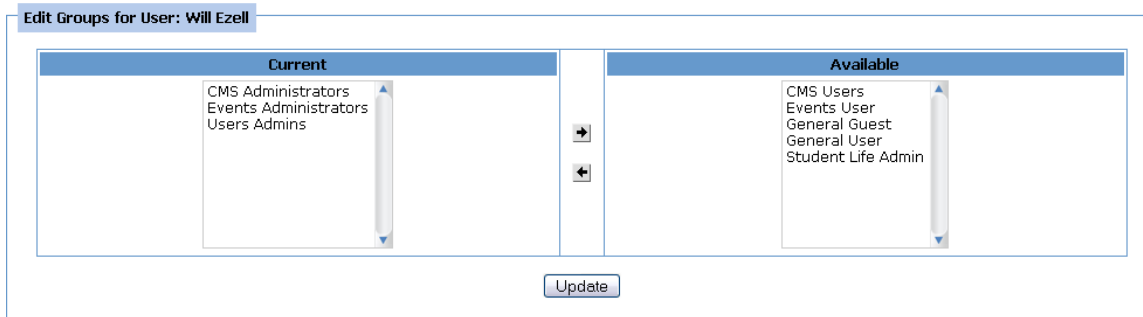 Edit Groups for User: Will Ezell
Current
CMS Administrators
Events Administrators
Users Admins
Available
CMS Users
Events User
General Guest
General User
Student Life Admin
Update